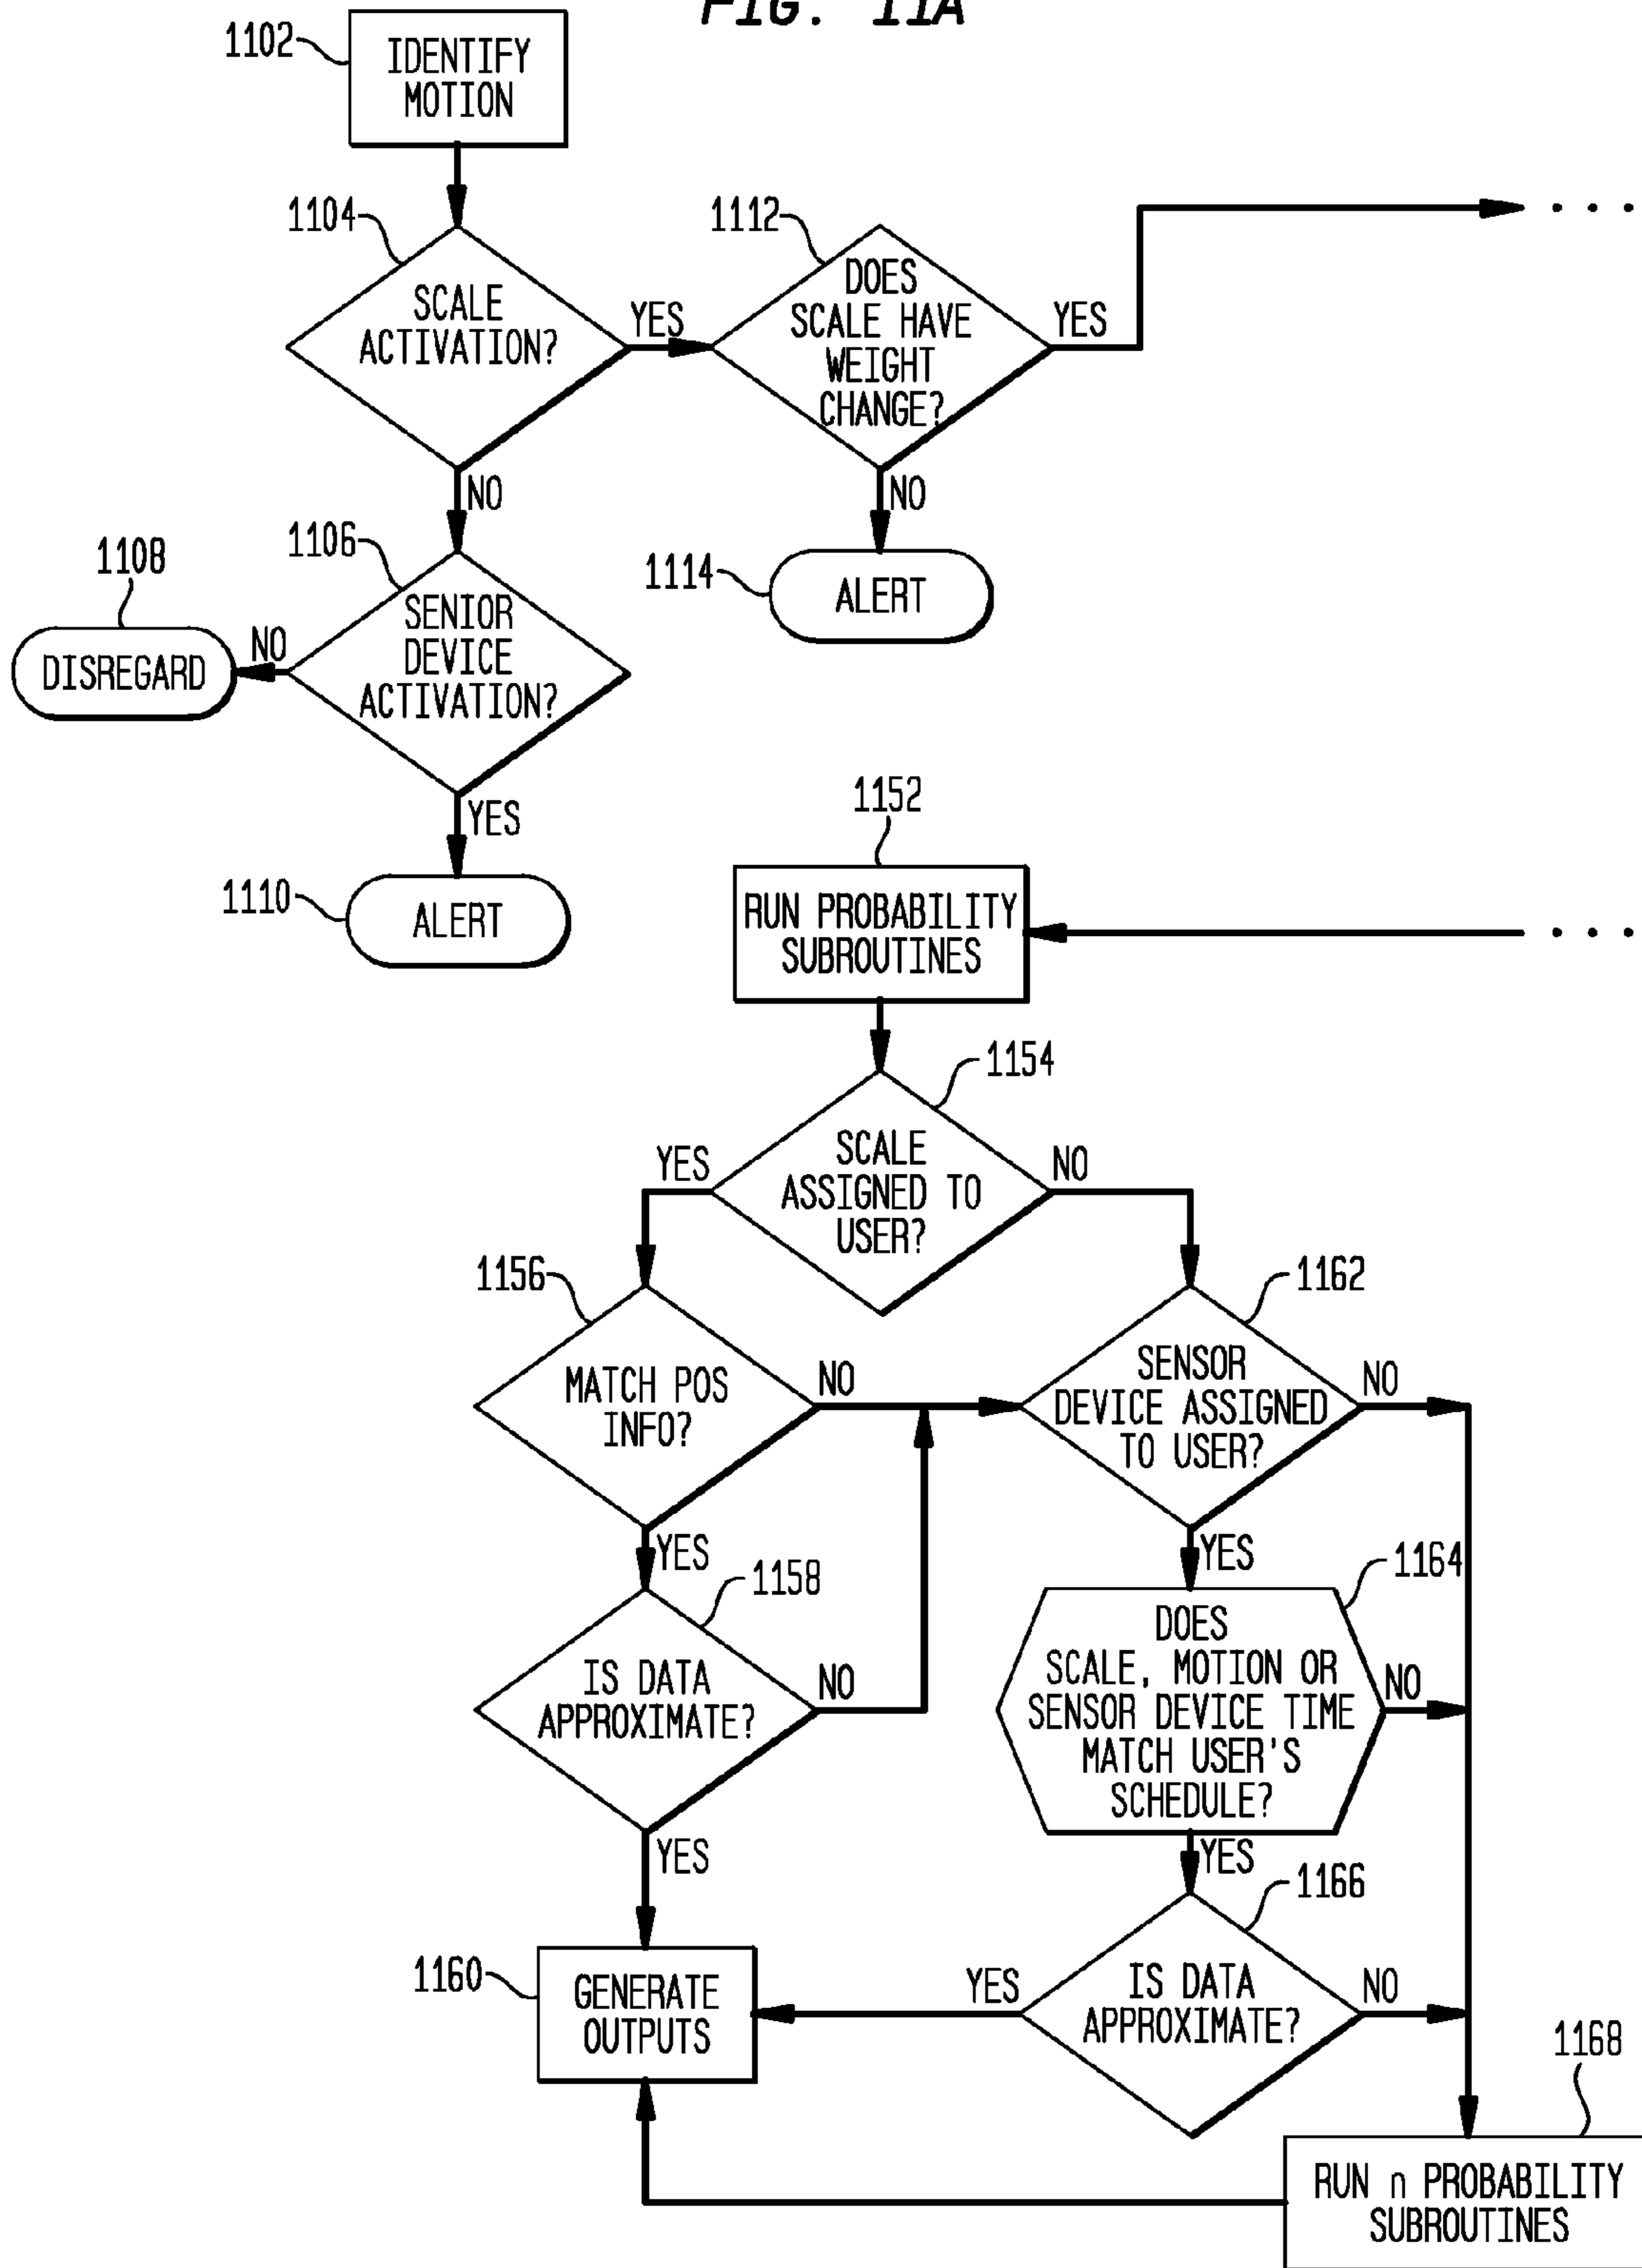 FIG. 11A
1102
IDENTIFY
MOTION
1104
SCALE
ACTIVATION?
YES
NO
1112
DOES
SCALE HAVE
WEIGHT
CHANGE?
YES
. . .
NO
1114
ALERT
1106
SENIOR
DEVICE
ACTIVATION?
NO
1108
DISREGARD
YES
1110
ALERT
1152
RUN PROBABILITY
SUBROUTINES
. . .
1154
SCALE
ASSIGNED TO
USER?
YES
NO
1156
MATCH POS
INFO?
NO
YES
1158
IS DATA
APPROXIMATE?
NO
YES
1160
GENERATE
OUTPUTS
1162
SENSOR
DEVICE ASSIGNED
TO USER?
NO
YES
1164
DOES
SCALE, MOTION OR
SENSOR DEVICE TIME
MATCH USER'S
SCHEDULE?
NO
YES
1166
IS DATA
APPROXIMATE?
YES
NO
1168
RUN n PROBABILITY
SUBROUTINES